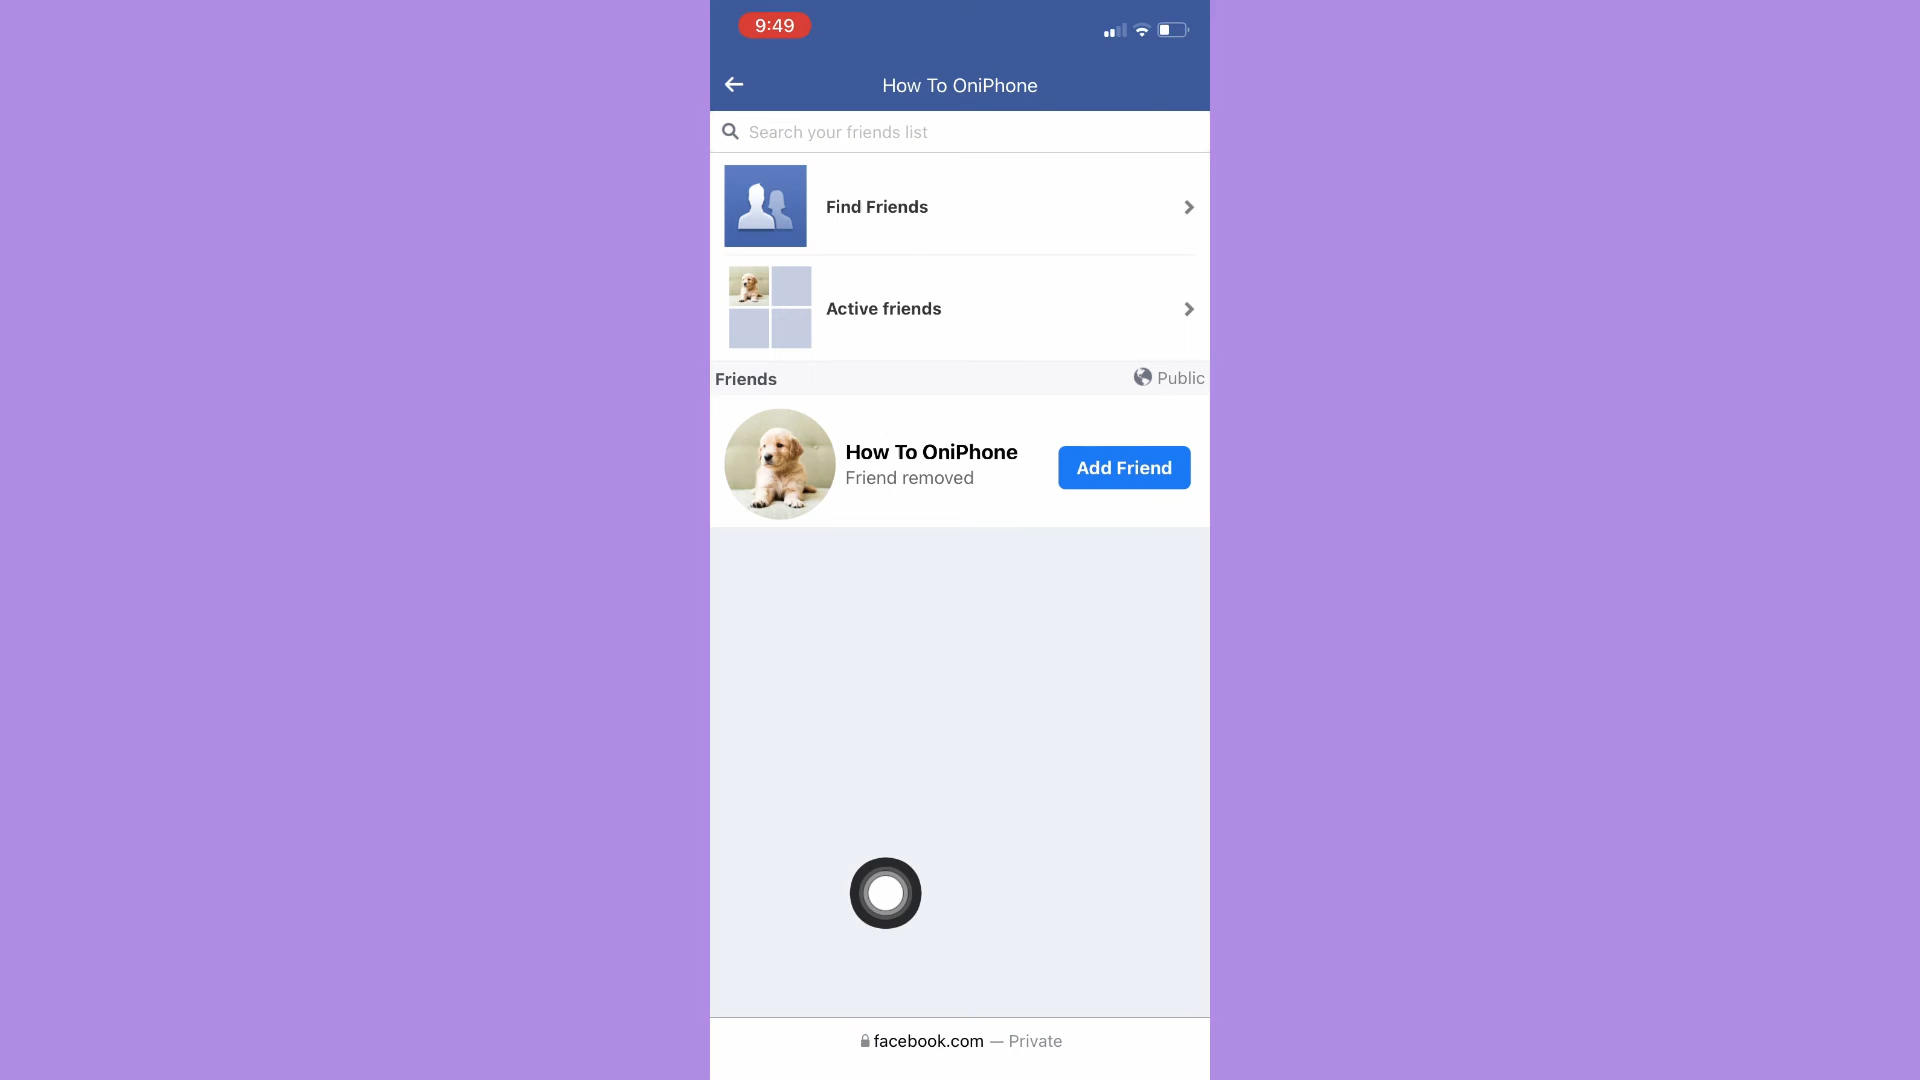 9:49
How To OniPhone
Search your friends list
Find Friends
Active friends
Friends
Public
How To OniPhone
Friend removed
Add Friend
facebook.com — Private